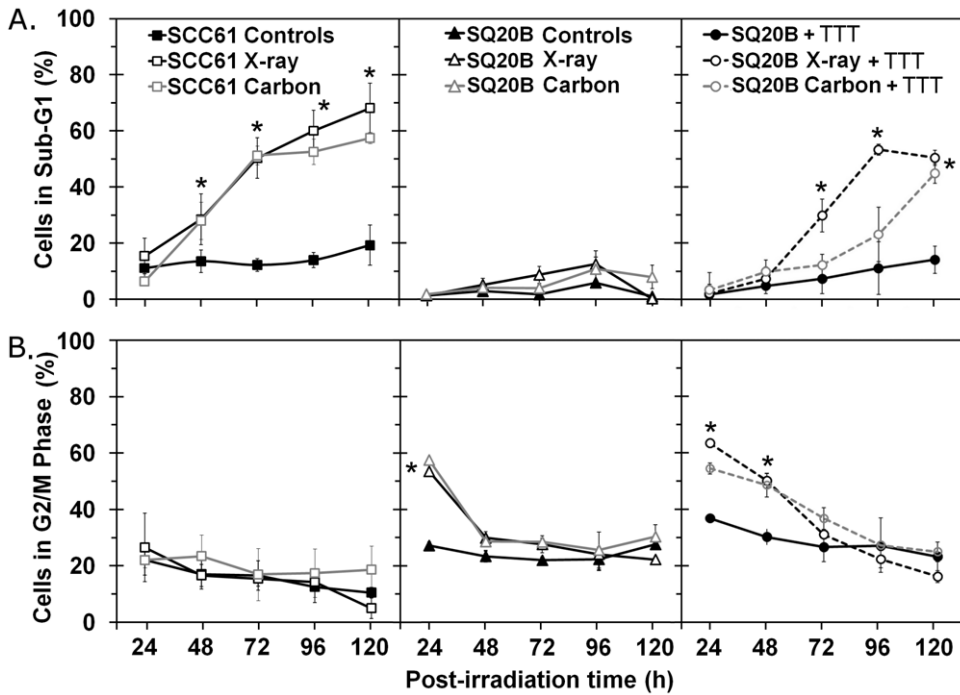 A.
Cells in Sub-G1 (%)
100
80
60
40
20
0
SCC61 Controls
SCC61 X-ray
SCC61 Carbon
*
*
*
*
SQ20B Controls
SQ20B X-ray
SQ20B Carbon
SQ20B + TTT
SQ20B X-ray + TTT
SQ20B Carbon + TTT
*
*
*
B.
Cells in G2/M Phase (%)
100
80
60
40
20
0
*
*
*
24 48 72 96 120
24 48 72 96 120
24 48 72 96 120
Post-irradiation time (h)